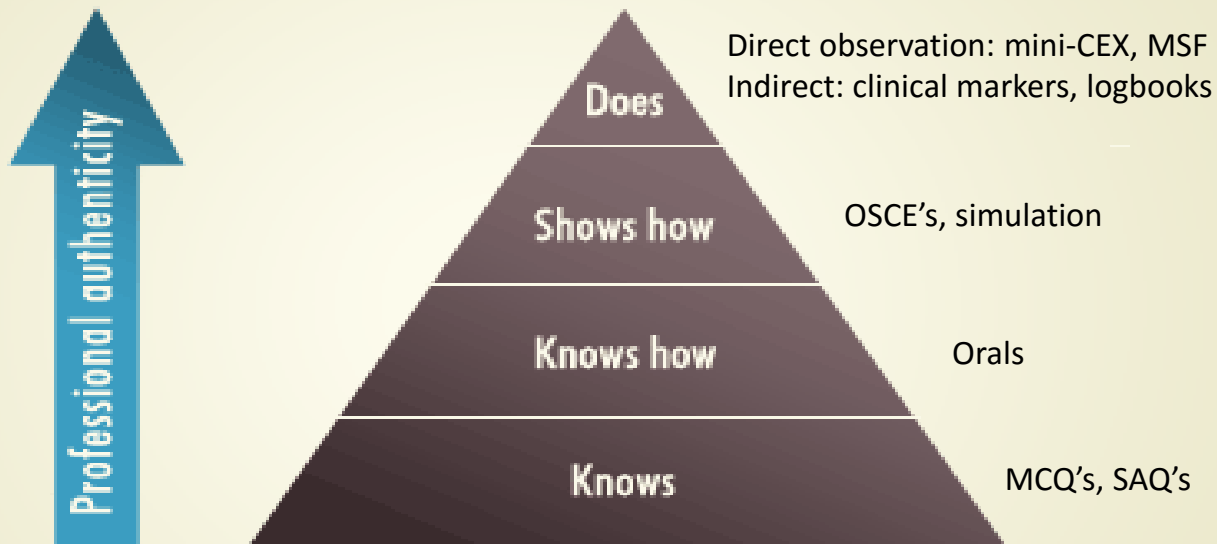 Professional authenticity
Direct observation: mini-CEX, MSF
Indirect: clinical markers, logbooks
Does
Shows how
OSCE’s, simulation
Knows how
Orals
Knows
MCQ’s, SAQ’s